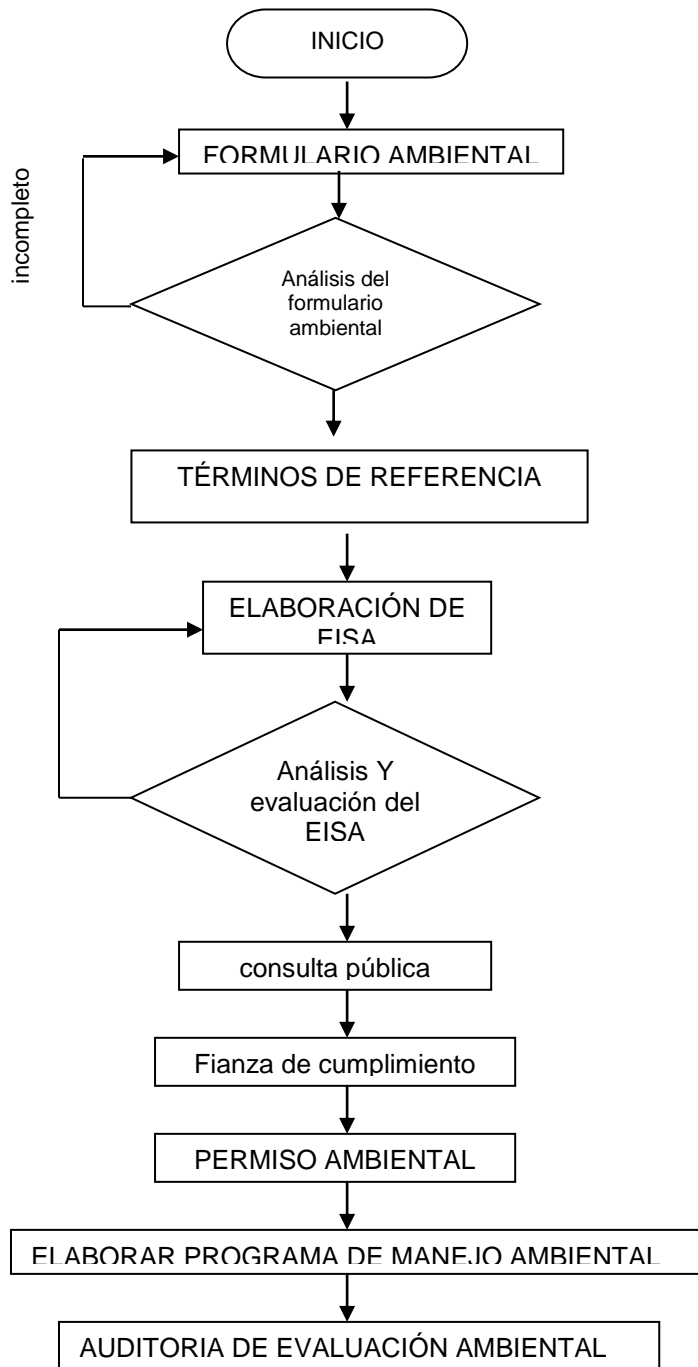 INICIO
FORMULARIO AMBIENTAL
incompleto
Análisis del
formulario
ambiental
TÉRMINOS DE REFERENCIA
ELABORACIÓN DE
EISA
Análisis Y
evaluación del
EISA
consulta pública
Fianza de cumplimiento
PERMISO AMBIENTAL
ELABORAR PROGRAMA DE MANEJO AMBIENTAL
AUDITORIA DE EVALUACIÓN AMBIENTAL